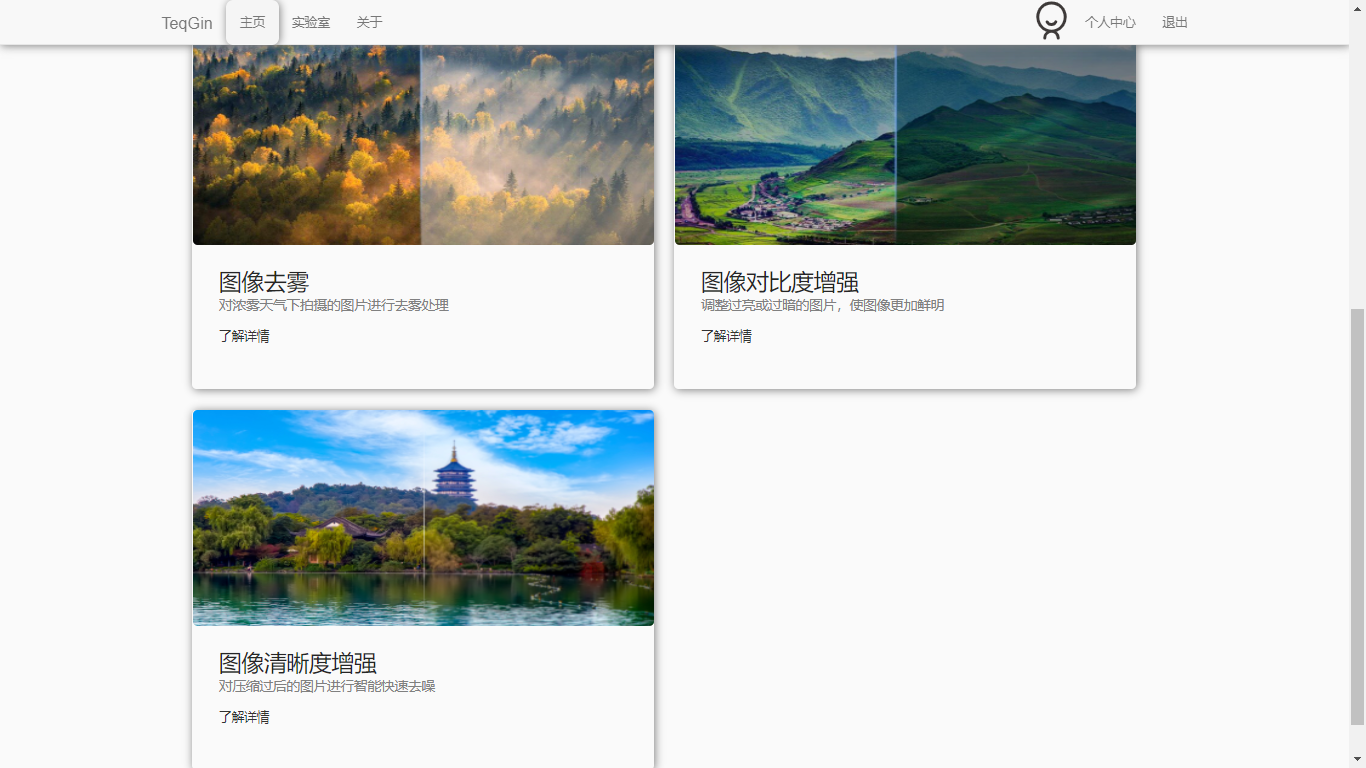 TeqGin 主页 实验室 关于 个人中心 退出
图像去雾
对浓雾天气下拍摄的图片进行去雾处理
了解详情
图像对比度增强
调整过亮或过暗的图片，使图像更加鲜明
了解详情
图像清晰度增强
对压缩过后的图片进行智能快速去噪
了解详情